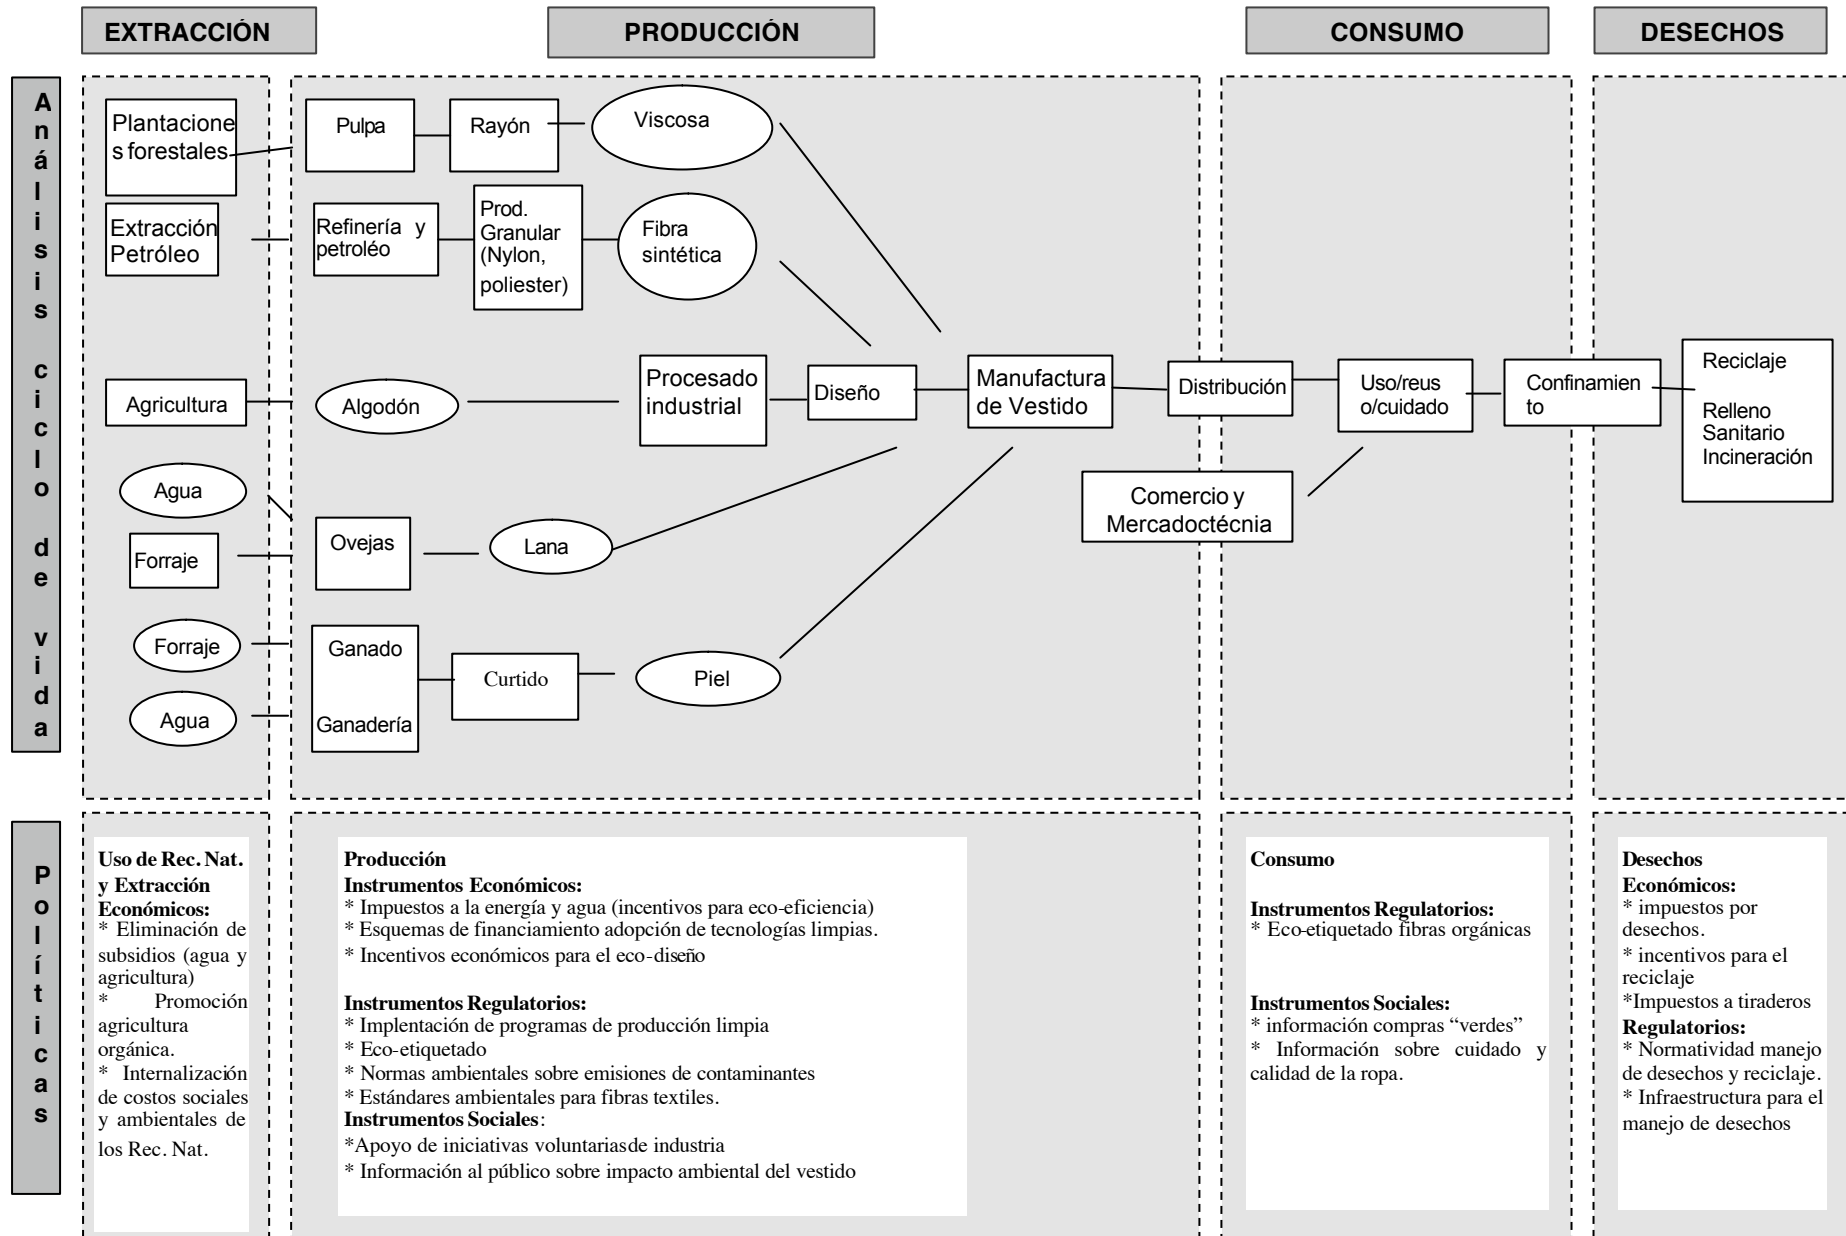 EXTRACCIÓN
PRODUCCIÓN
CONSUMO
DESECHOS
Análisis ciclo de vida
Plantacione
s forestales
Pulpa
Rayón
Viscosa
Extracción
Petróleo
Refinería y
petroléo
Prod.
Granular
(Nylon,
poliester)
Fibra
sintética
Agricultura
Algodón
Procesado
industrial
Diseño
Manufactura
de Vestido
Distribución
Uso/reus
o/cuidado
Confinamien
to
Reciclaje
Relleno
Sanitario
Incineración
Agua
Forraje
Ovejas
Lana
Comercio y
Mercadoctécnia
Forraje
Agua
Ganado
Ganadería
Curtido
Piel
Políticas
Uso de Rec. Nat.
y Extracción
Económicos:
* Eliminación de
subsidios (agua y
agricultura)
* Promoción
agricultura
orgánica.
* Internalización
de costos sociales
y ambientales de
los Rec. Nat.
Producción
Instrumentos Económicos:
* Impuestos a la energía y agua (incentivos para eco-eficiencia)
* Esquemas de financiamiento adopción de tecnologías limpias.
* Incentivos económicos para el eco-diseño
Instrumentos Regulatorios:
* Implentación de programas de producción limpia
* Eco-etiquetado
* Normas ambientales sobre emisiones de contaminantes
* Estándares ambientales para fibras textiles.
Instrumentos Sociales:
*Apoyo de iniciativas voluntariasde industria
* Información al público sobre impacto ambiental del vestido
Consumo
Instrumentos Regulatorios:
* Eco-etiquetado fibras orgánicas
Instrumentos Sociales:
* información compras “verdes”
* Información sobre cuidado y
calidad de la ropa.
Desechos
Económicos:
* impuestos por
desechos.
* incentivos para el
reciclaje
*Impuestos a tiraderos
Regulatorios:
* Normatividad manejo
de desechos y reciclaje.
* Infraestructura para el
manejo de desechos